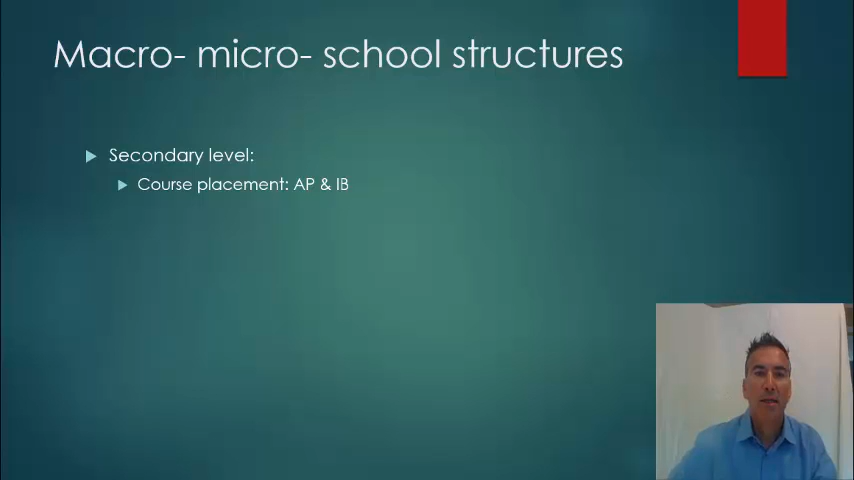 Macro- micro- school structures
Secondary level:
Course placement: AP & IB